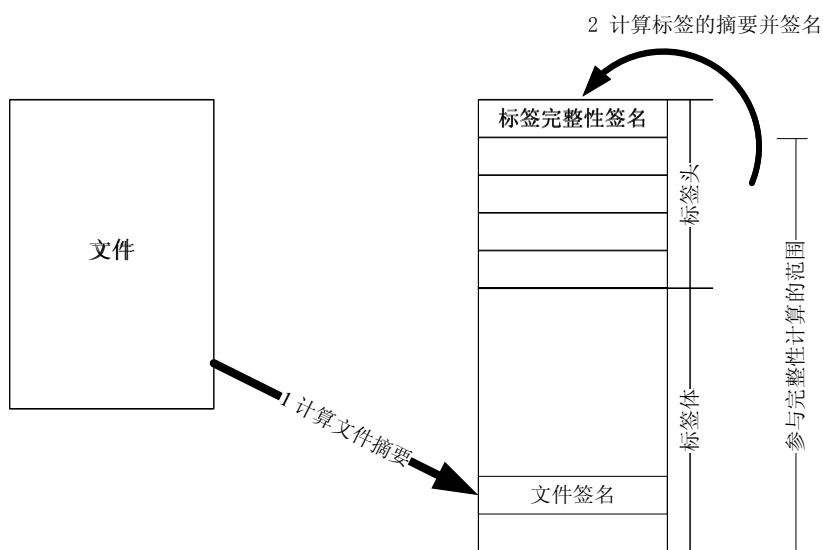 2 计算标签的摘要并签名
标签完整性签名
标签头
文件
参与完整性计算的范围
1 计算文件摘要
标签体
文件签名